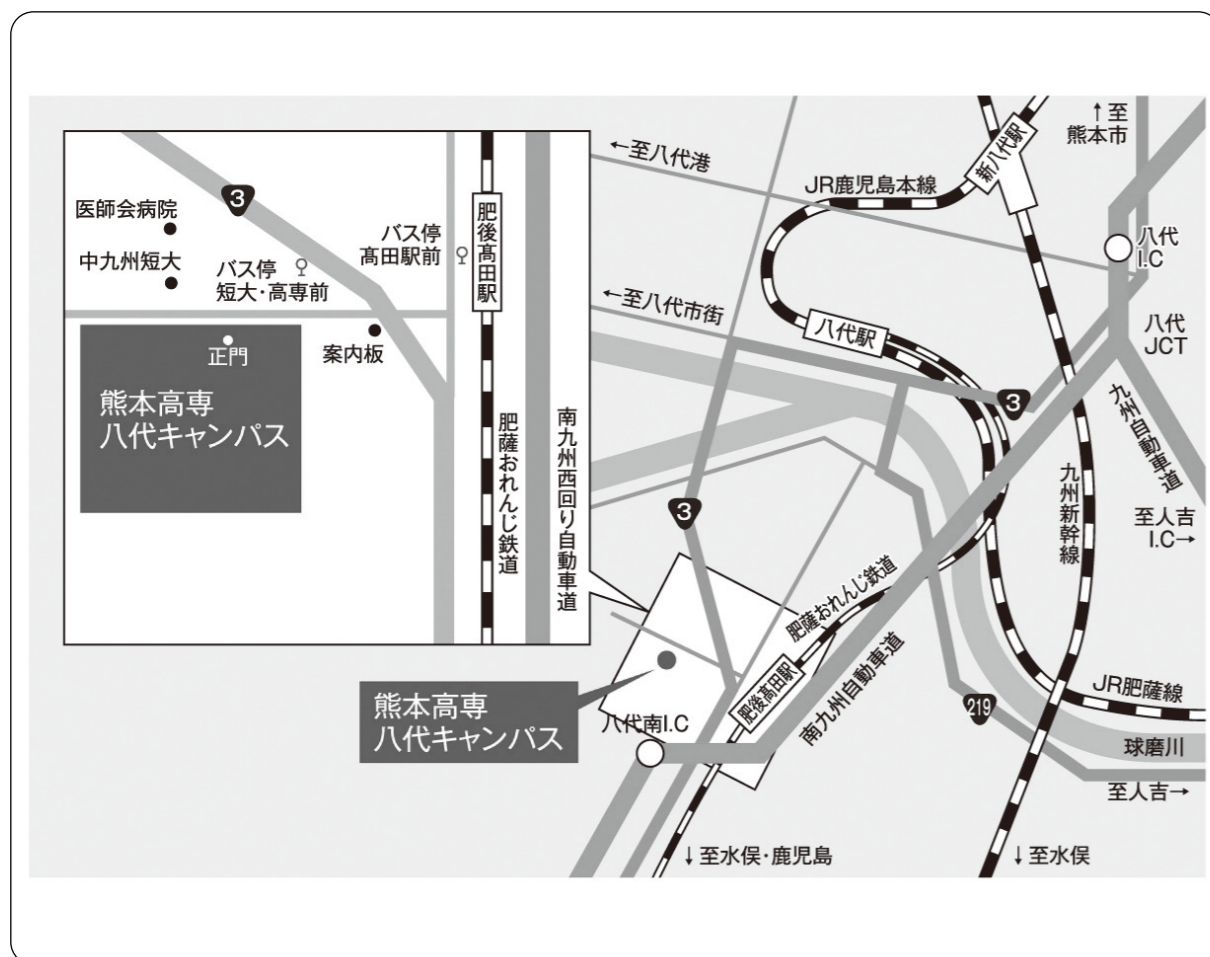 3
医師会病院
中九州短大
バス停
短大・高専前
バス停
髙田駅前
肥後髙田駅
正門
案内板
熊本高専
八代キャンパス
肥薩おれんじ鉄道
南九州西回り自動車道
←至八代港
JR鹿児島本線
新八代駅
↑至
熊本市
八代
I.C
←至八代市街
八代駅
八代
JCT
3
九州自動車道
九州新幹線
至人吉
I.C→
3
肥薩おれんじ鉄道
肥後髙田駅
南九州自動車道
熊本高専
八代キャンパス
八代南I.C
219
JR肥薩線
球磨川
至人吉→
↓至水俣・鹿児島
↓至水俣